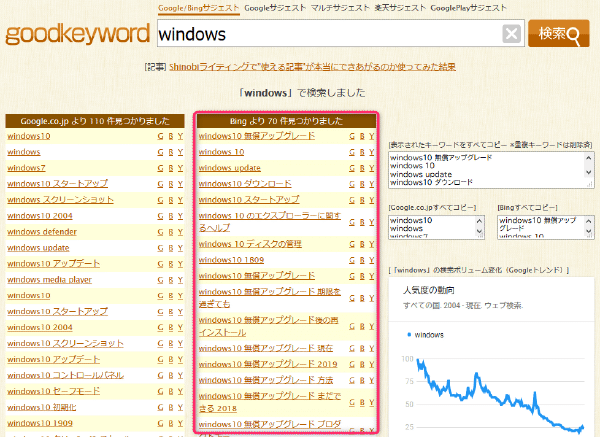 Google/Bingサジェスト Googleサジェスト マルチサジェスト 楽天サジェスト GooglePlayサジェスト
goodkeyword
windows
検索
[記事] Shinobiライティングで"使える記事"が本当にできあがるのか使ってみた結果
「windows」で検索しました
Google.co.jp より 110 件見つかりました
windows10 G B Y
windows G B Y
windows7 G B Y
windows10 スタートアップ G B Y
windows スクリーンショット G B Y
windows10 2004 G B Y
windows defender G B Y
windows update G B Y
windows10 アップデート G B Y
windows media player G B Y
windows10 G B Y
windows10 スタートアップ G B Y
windows10 2004 G B Y
windows10 スクリーンショット G B Y
windows10 アップデート G B Y
windows10 コントロールパネル G B Y
windows10 セーフモード G B Y
windows10 初期化 G B Y
windows10 1909 G B Y
Bing より 70 件見つかりました
windows10 無償アップグレード G B Y
windows 10 G B Y
windows update G B Y
windows10 ダウンロード G B Y
windows10 スタートアップ G B Y
windows 10 のエクスプローラーに関す
るヘルプ G B Y
windows 10 ディスクの管理 G B Y
windows10 1809 G B Y
windows10 無償アップグレード G B Y
windows10 無償アップグレード 期限を
過ぎても G B Y
windows10 無償アップグレード後の再
インストール G B Y
windows10 無償アップグレード 現在 G B Y
windows10 無償アップグレード 2019 G B Y
windows10 無償アップグレード 方法 G B Y
windows10 無償アップグレード まだで
きる 2018 G B Y
windows10 無償アップグレード プロダ
[表示されたキーワードをすべてコピー ※重複キーワードは削除済]
windows10 無償アップグレード
windows 10
windows update
windows10 ダウンロード
[Google.co.jpすべてコピー]
windows10
windows
windows7
[Bingすべてコピー]
windows10 無償アップ
グレード
windows 10
[「windows」の検索ボリューム変化（Googleトレンド）]
人気度の動向
すべての国. 2004 - 現在. ウェブ検索.
windows
100
75
50
25